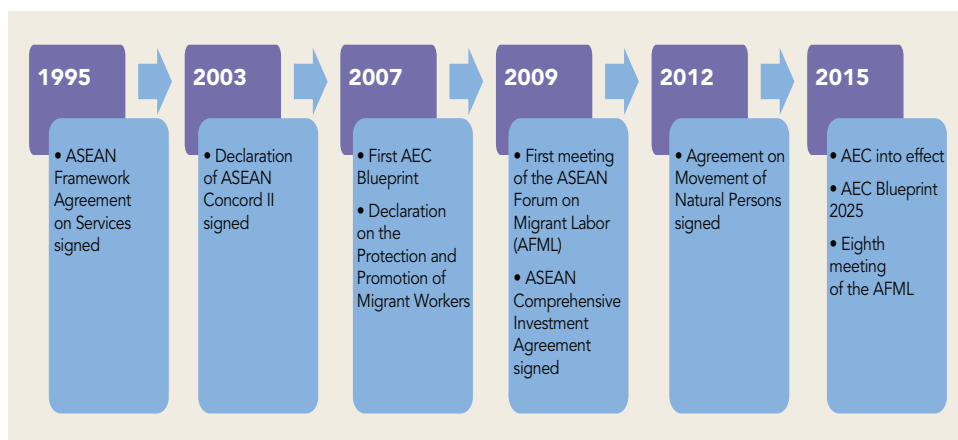 1995
• ASEAN
Framework
Agreement
on Services
signed
2003
• Declaration
of ASEAN
Concord II
signed
2007
• First AEC
Blueprint
• Declaration
on the
Protection and
Promotion of
Migrant Workers
2009
• First meeting
of the ASEAN
Forum on
Migrant Labor
(AFML)
• ASEAN
Comprehensive
Investment
Agreement
signed
2012
• Agreement on
Movement of
Natural Persons
signed
2015
• AEC into effect
• AEC Blueprint
2025
• Eighth
meeting
of the AFML